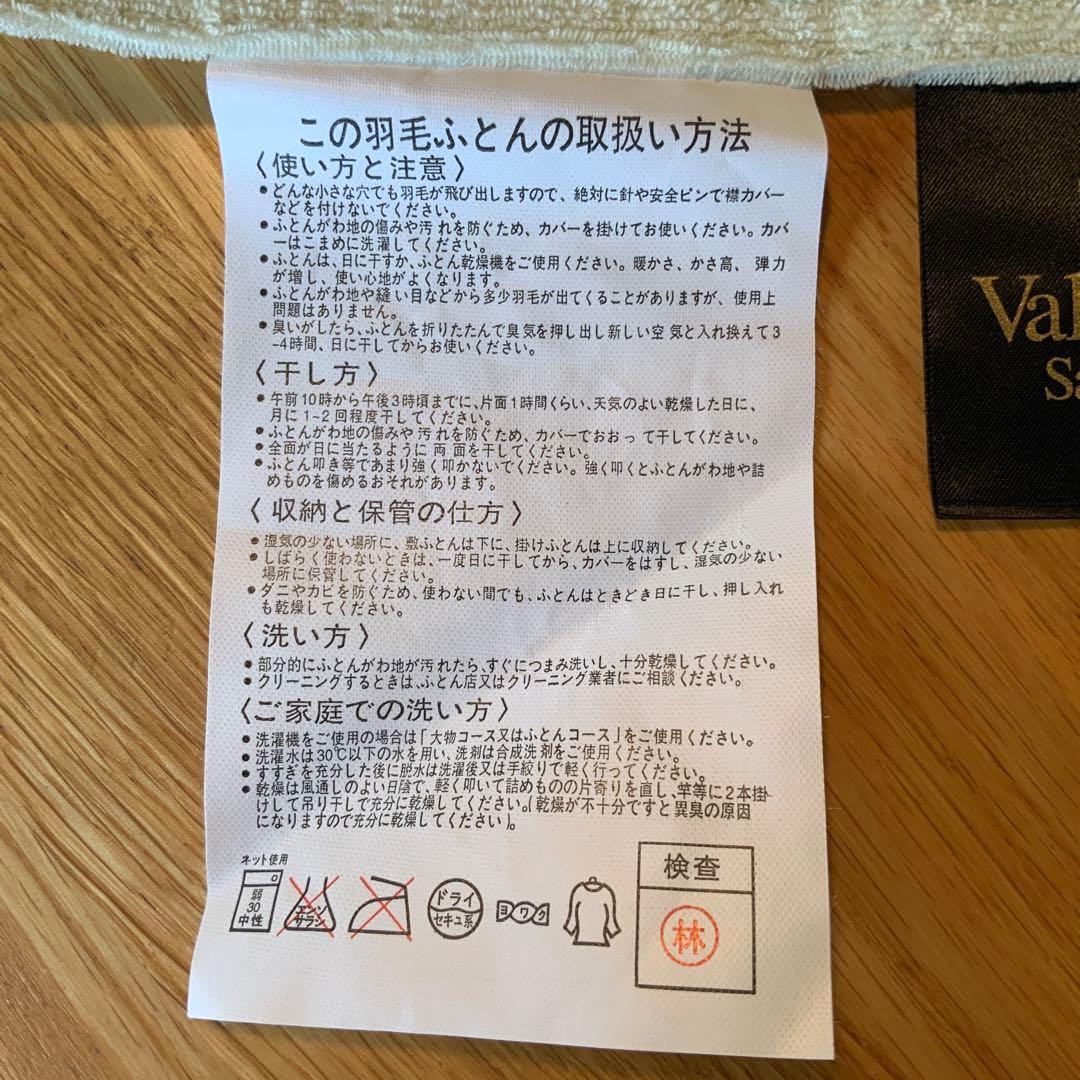 この羽毛ふとんの取扱い方法
〈使い方と注意〉
●どんな小さな穴でも羽毛が飛び出しますので、絶対に針や安全ピンで襟カバー
などを付けないでください。
●ふとんがわ地の傷みや汚れを防ぐため、カバーを掛けてお使いください。カバ
ーはこまめに洗濯してください。
●ふとんは、日に干すか、ふとん乾燥機をご使用ください。暖かさ、かさ高、弾力
が増し、使い心地がよくなります。
●ふとんがわ地や縫い目などから多少羽毛が出てくることがありますが、使用上
問題はありません。
●臭いがしたら、ふとんを折りたたんで臭気を押し出し新しい空気と入れ換えて3
-4時間、日に干してからお使いください。
〈干し方〉
●午前10時から午後3時頃までに、片面1時間くらい、天気のよい乾燥した日に、
月に1~2回程度干してください。
●ふとんがわ地の傷みや汚れを防ぐため、カバーでおおって干してください。
●全面が日に当たるように両面を干してください。
●ふとん叩き等であまり強く叩かないでください。強く叩くとふとんがわ地や詰
めものを傷めるおそれがあります。
〈収納と保管の仕方〉
●湿気の少ない場所に、敷ふとんは下に、掛けふとんは上に収納してください。
●しばらく使わないときは、一度日に干してから、カバーをはずし、湿気の少ない
場所に保管してください。
●ダニやカビを防ぐため、使わない間でも、ふとんはときどき日に干し、押し入れ
も乾燥してください。
〈洗い方〉
●部分的にふとんがわ地が汚れたら、すぐにつまみ洗いし、十分乾燥してください。
●クリーニングするときは、ふとん店又はクリーニング業者にご相談ください。
〈ご家庭での洗い方〉
●洗濯機をご使用の場合は「大物コース又はふとんコース」をご使用ください。
●洗濯水は30℃以下の水を用い、洗剤は合成洗剤をご使用ください。
●すすぎを充分した後に脱水は洗濯後又は手絞りで軽く行ってください。
●乾燥は風通しのよい日陰で、軽く叩いて詰めものの片寄りを直し、竿等に2本掛
けして吊り干しで充分に乾燥してください。(乾燥が不十分ですと異臭の原因
になりますので充分に乾燥してください)。
ネット使用
弱
30
中性
エンソ
サラシ
ドライ
セキユ系
ヨワク
検査
林
Val
Sa